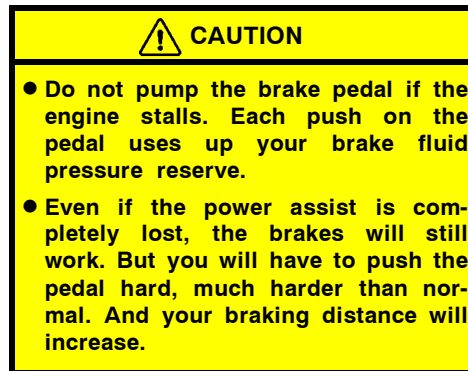 CAUTION
● Do not pump the brake pedal if the
engine stalls. Each push on the
pedal uses up your brake fluid
pressure reserve.
● Even if the power assist is com-
pletely lost, the brakes will still
work. But you will have to push the
pedal hard, much harder than nor-
mal. And your braking distance will
increase.